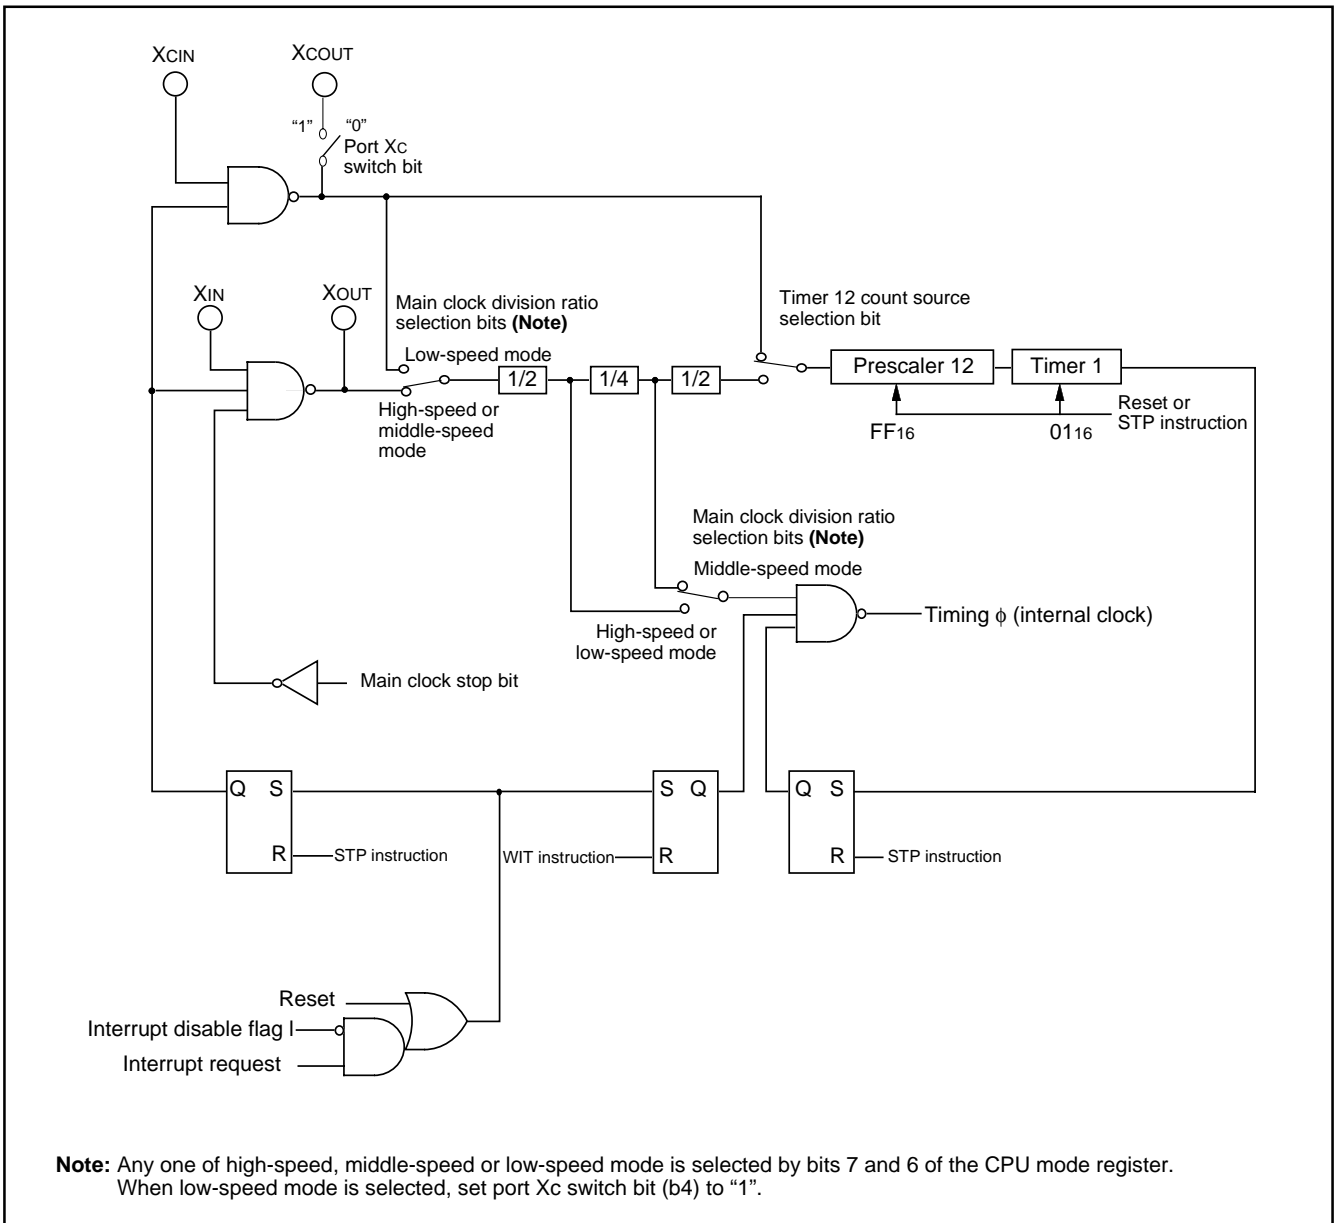 XCIN
XCOUT
“1” “0”
Port XC
switch bit
XIN
XOUT
Main clock division ratio
selection bits (Note)
Low-speed mode
Timer 12 count source
selection bit
1/2
1/4
1/2
Prescaler 12
Timer 1
High-speed or
middle-speed
mode
Reset or
STP instruction
FF16
0116
Main clock division ratio
selection bits (Note)
Middle-speed mode
Timing ϕ (internal clock)
High-speed or
low-speed mode
Main clock stop bit
Q S
S Q
Q S
R
STP instruction
WIT instruction
R
R
STP instruction
Reset
Interrupt disable flag I
Interrupt request
Note: Any one of high-speed, middle-speed or low-speed mode is selected by bits 7 and 6 of the CPU mode register.
When low-speed mode is selected, set port Xc switch bit (b4) to “1”.